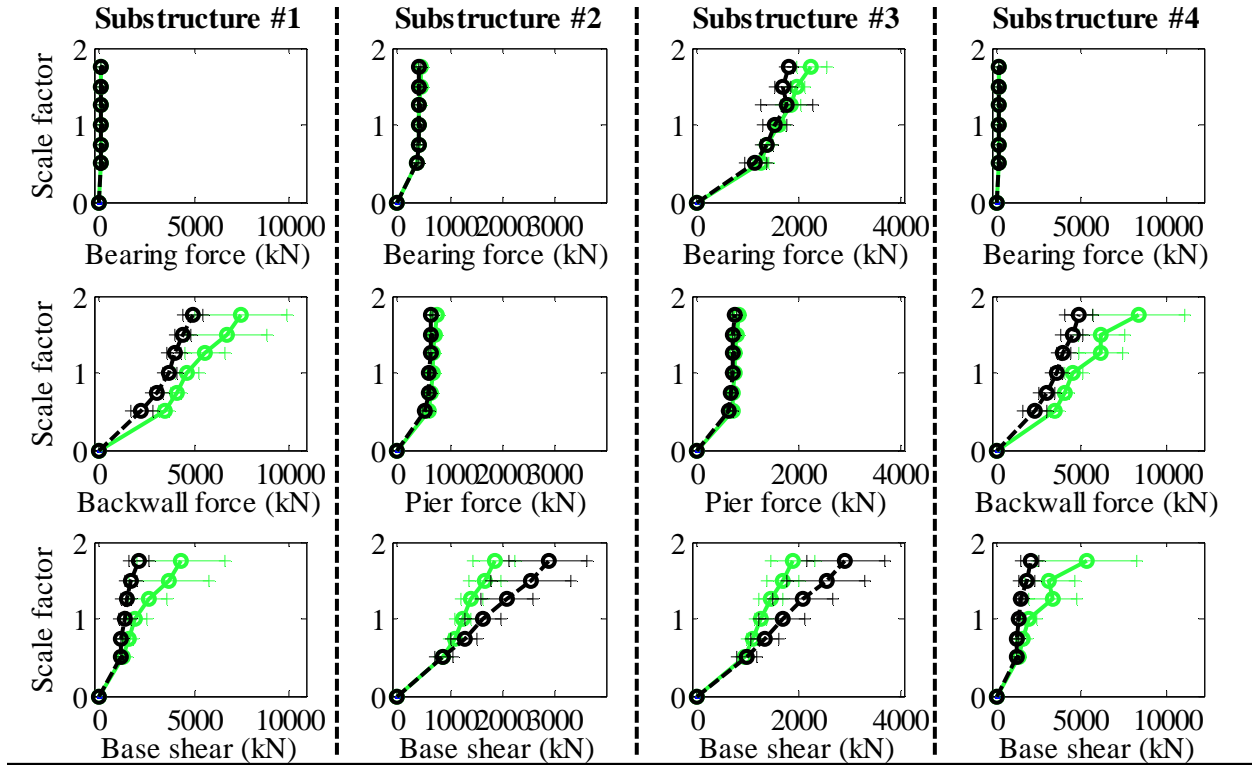 Substructure #1 Substructure #2 Substructure #3 Substructure #4
Scale factor
2
1
0
0 5000 10000
Bearing force (kN)
2
1
0
0 1000 2000 3000
Bearing force (kN)
2
1
0
0 2000 4000
Bearing force (kN)
2
1
0
0 5000 10000
Bearing force (kN)
Scale factor
2
1
0
0 5000 10000
Backwall force (kN)
2
1
0
0 1000 2000 3000
Pier force (kN)
2
1
0
0 2000 4000
Pier force (kN)
2
1
0
0 5000 10000
Backwall force (kN)
Scale factor
2
1
0
0 5000 10000
Base shear (kN)
2
1
0
0 1000 2000 3000
Base shear (kN)
2
1
0
0 2000 4000
Base shear (kN)
2
1
0
0 5000 10000
Base shear (kN)